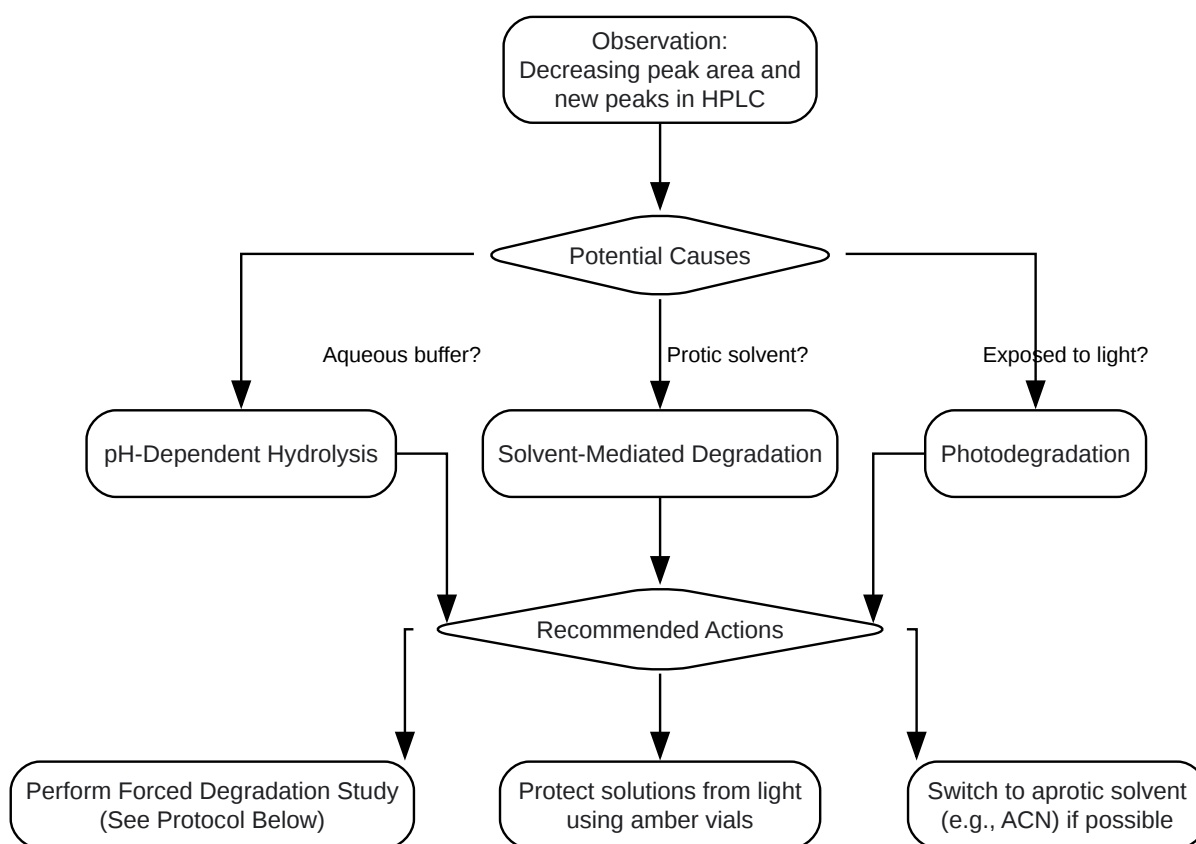 Observation:
Decreasing peak area and
new peaks in HPLC
Potential Causes
Aqueous buffer?
Protic solvent?
Exposed to light?
pH-Dependent Hydrolysis
Solvent-Mediated Degradation
Photodegradation
Recommended Actions
Perform Forced Degradation Study
(See Protocol Below)
Protect solutions from light
using amber vials
Switch to aprotic solvent
(e.g., ACN) if possible